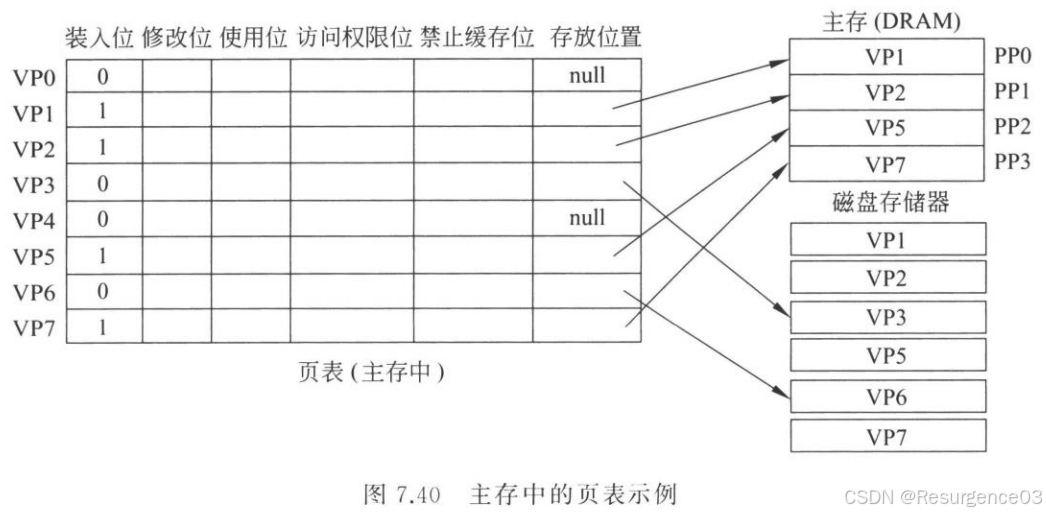 装入位 修改位 使用位 访问权限位 禁止缓存位 存放位置
VP0 0 null
VP1 1
VP2 1
VP3 0
VP4 0 null
VP5 1
VP6 0
VP7 1
页表(主存中)
主存(DRAM)
VP1 PP0
VP2 PP1
VP5 PP2
VP7 PP3
磁盘存储器
VP1
VP2
VP3
VP5
VP6
VP7
图 7.40 主存中的页表示例
CSDN @Resurgence03